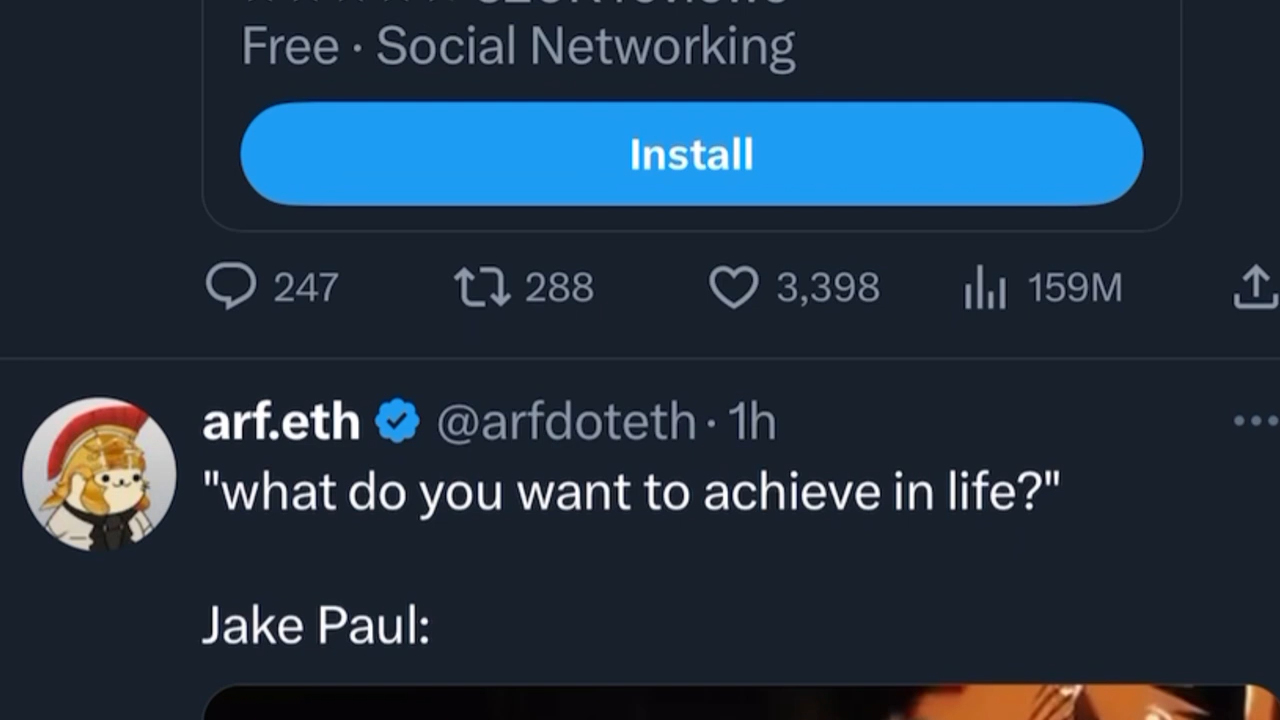 Free · Social Networking
Install
247 288 3,398 159M
arf.eth @arfdoteth · 1h
"what do you want to achieve in life?"
Jake Paul: